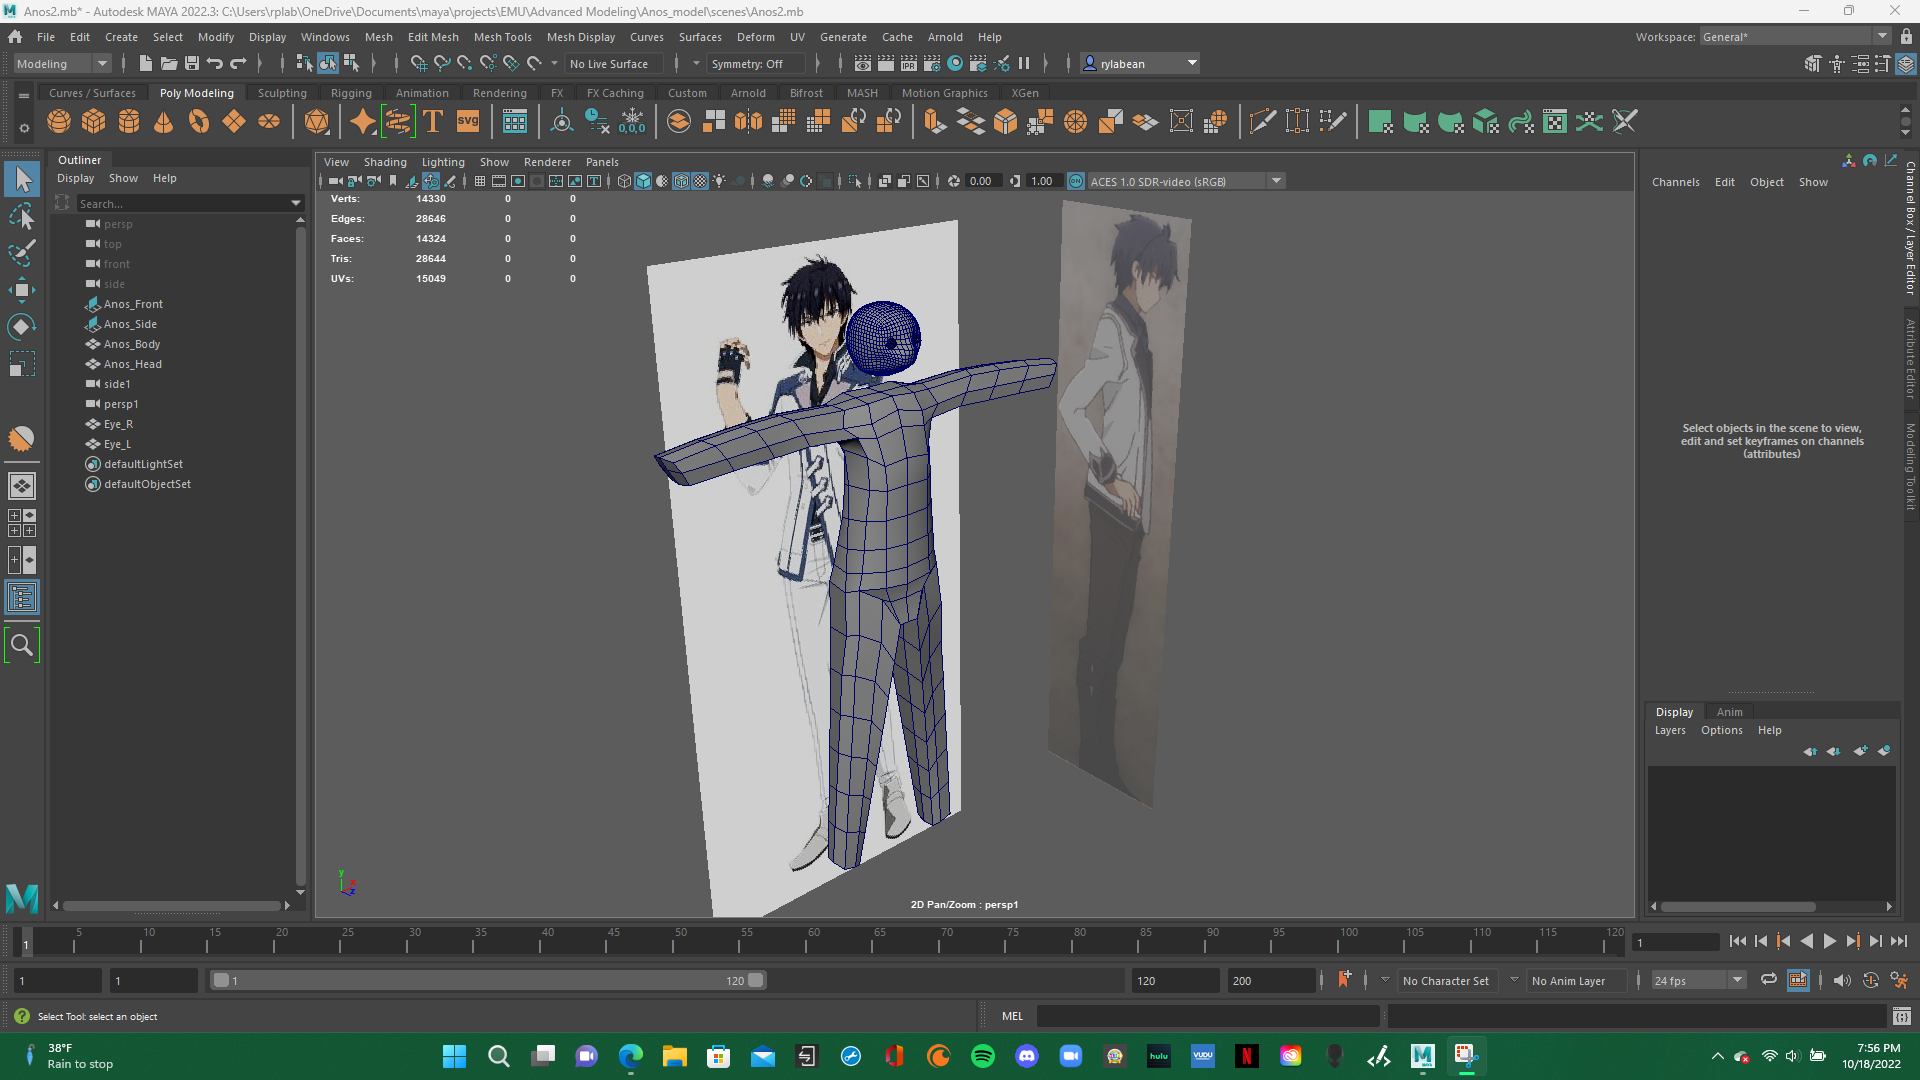 Anos2.mb* - Autodesk MAYA 2022.3: C:\Users\rplab\OneDrive\Documents\maya\projects\EMU\Advanced Modeling\Anos_model\scenes\Anos2.mb
File Edit Create Select Modify Display Windows Mesh Edit Mesh Mesh Tools Mesh Display Curves Surfaces Deform UV Generate Cache Arnold Help
Workspace: General*
Modeling
No Live Surface
Symmetry: Off
rylabean
Curves / Surfaces Poly Modeling Sculpting Rigging Animation Rendering FX FX Caching Custom Arnold Bifrost MASH Motion Graphics XGen
T svg
IPR
0,0,0
Outliner
Display Show Help
Search...
persp
top
front
side
Anos_Front
Anos_Side
Anos_Body
Anos_Head
side1
persp1
Eye_R
Eye_L
defaultLightSet
defaultObjectSet
View Shading Lighting Show Renderer Panels
0.00
1.00
ON
ACES 1.0 SDR-video (sRGB)
Verts: 14330 0 0
Edges: 28646 0 0
Faces: 14324 0 0
Tris: 28644 0 0
UVs: 15049 0 0
y
x
z
2D Pan/Zoom : persp1
Channels Edit Object Show
Select objects in the scene to view,
edit and set keyframes on channels
(attributes)
Channel Box / Layer Editor
Attribute Editor
Modeling Toolkit
Display Anim
Layers Options Help
1
5 10 15 20 25 30 35 40 45 50 55 60 65 70 75 80 85 90 95 100 105 110 115 120
1
1
1
1
120
120
200
No Character Set
No Anim Layer
24 fps
Select Tool: select an object
MEL
38°F
Rain to stop
hulu
VUDU
N
7:56 PM
10/18/2022